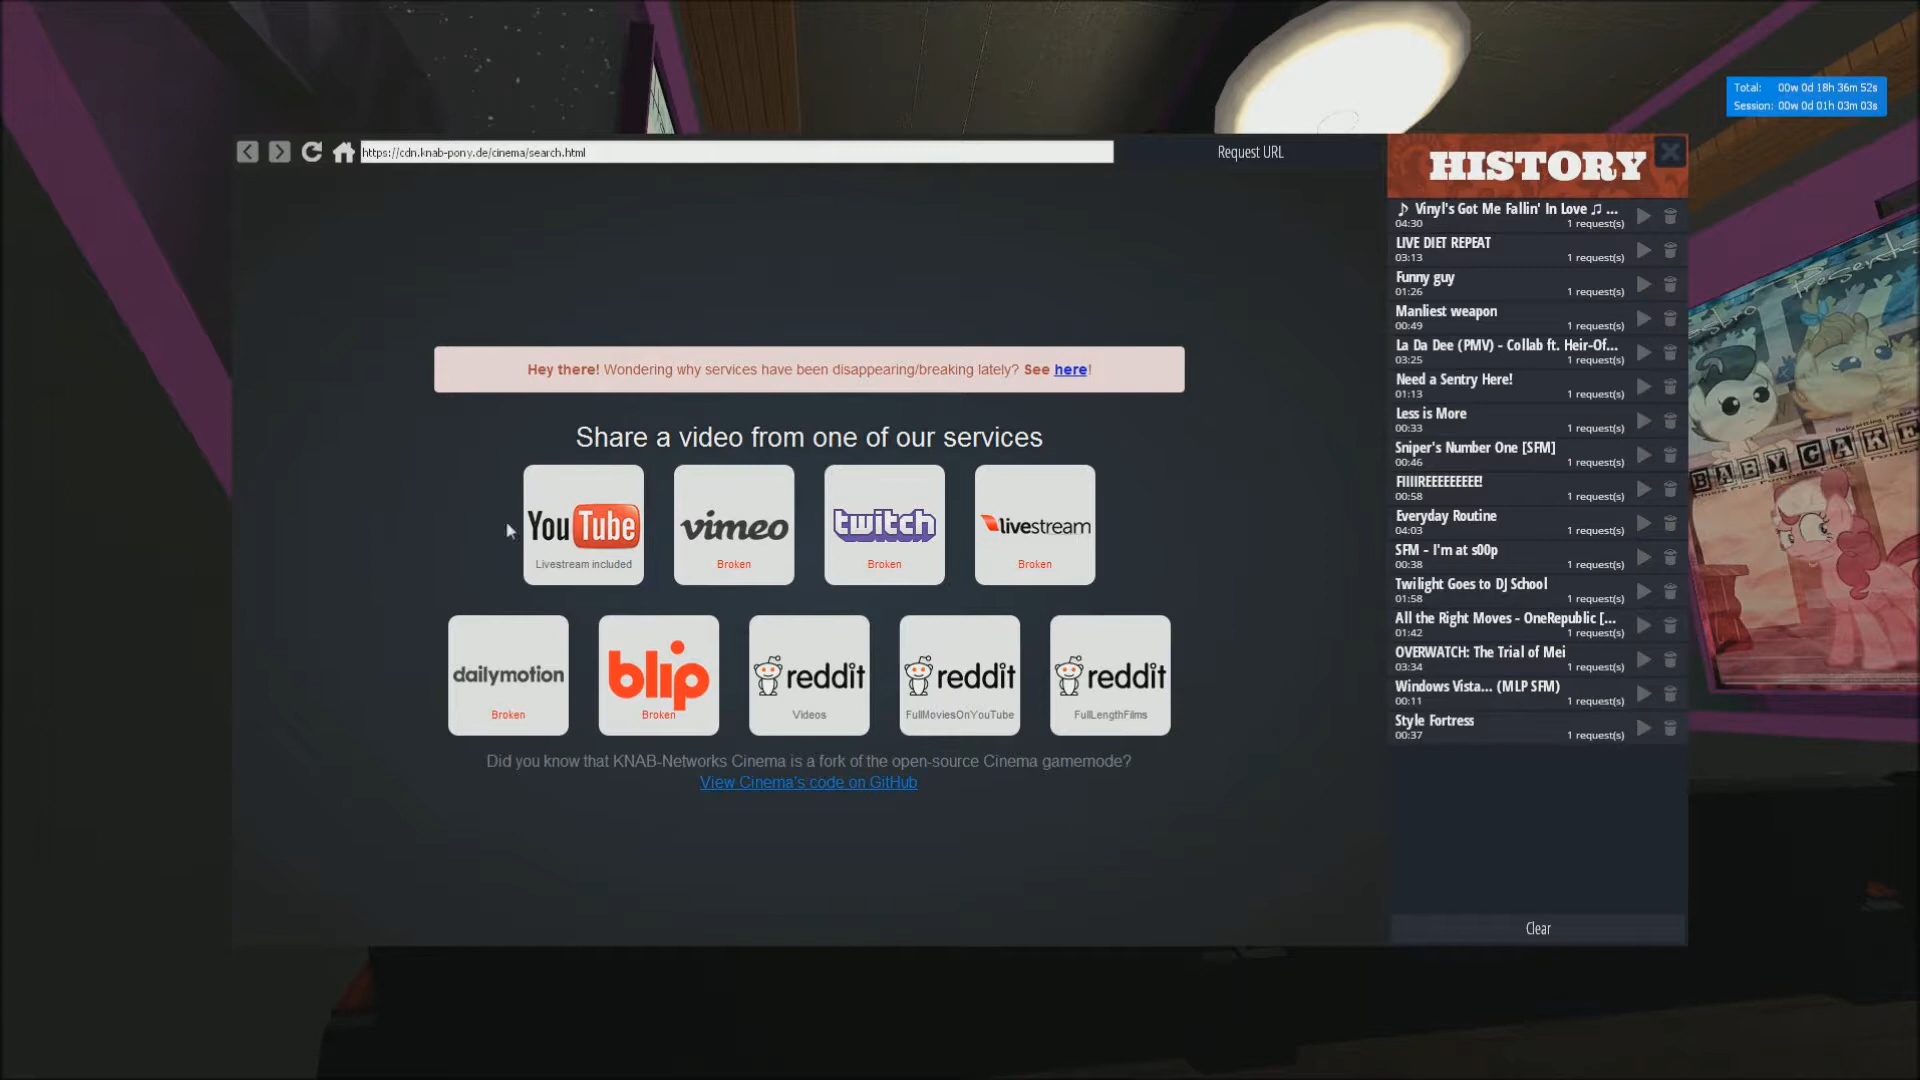 Total: 00w 0d 18h 36m 52s
Session: 00w 0d 01h 03m 03s
https://cdn.knab-pony.de/cinema/search.html
Request URL
HISTORY
Hey there! Wondering why services have been disappearing/breaking lately? See here!
Share a video from one of our services
YouTube
Livestream included
vimeo
Broken
twitch
Broken
livestream
Broken
dailymotion
Broken
blip
Broken
reddit
Videos
reddit
FullMoviesOnYouTube
reddit
FullLengthFilms
Did you know that KNAB-Networks Cinema is a fork of the open-source Cinema gamemode?
View Cinema's code on GitHub
♪ Vinyl's Got Me Fallin' In Love ♫ ...
04:30 1 request(s)
LIVE DIET REPEAT
03:13 1 request(s)
Funny guy
01:26 1 request(s)
Manliest weapon
00:49 1 request(s)
La Da Dee (PMV) - Collab ft. Heir-Of...
03:25 1 request(s)
Need a Sentry Here!
01:13 1 request(s)
Less is More
00:33 1 request(s)
Sniper's Number One [SFM]
00:46 1 request(s)
FIIIIREEEEEEEEE!
00:58 1 request(s)
Everyday Routine
04:03 1 request(s)
SFM - I'm at s00p
00:38 1 request(s)
Twilight Goes to DJ School
01:58 1 request(s)
All the Right Moves - OneRepublic [...
01:42 1 request(s)
OVERWATCH: The Trial of Mei
03:34 1 request(s)
Windows Vista... (MLP SFM)
00:11 1 request(s)
Style Fortress
00:37 1 request(s)
Clear
Presents
BABY CAKE